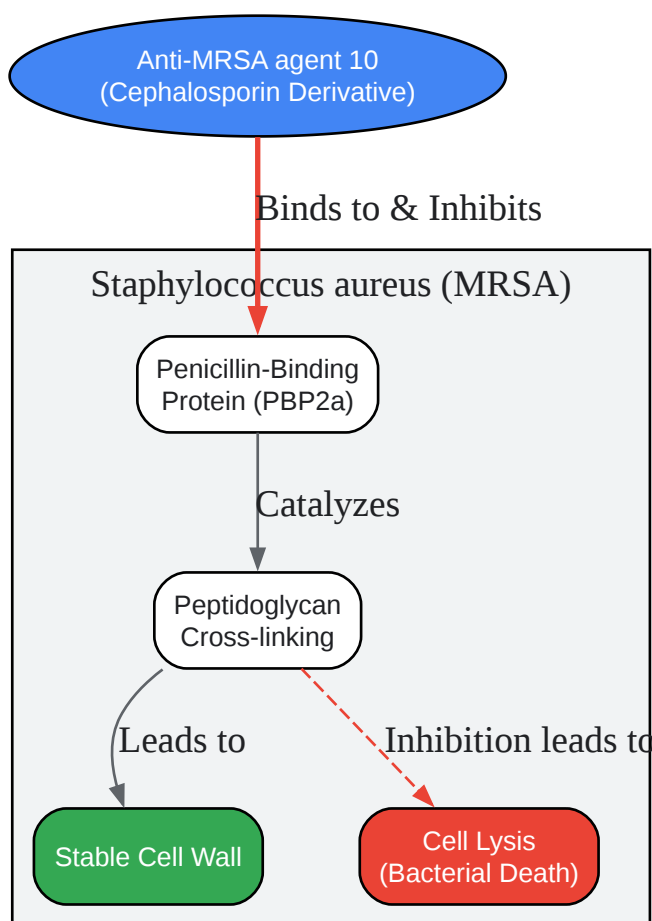 Anti-MRSA agent 10
(Cephalosporin Derivative)
Binds to & Inhibits
Staphylococcus aureus (MRSA)
Penicillin-Binding
Protein (PBP2a)
Catalyzes
Peptidoglycan
Cross-linking
Leads to
Inhibition leads to
Stable Cell Wall
Cell Lysis
(Bacterial Death)